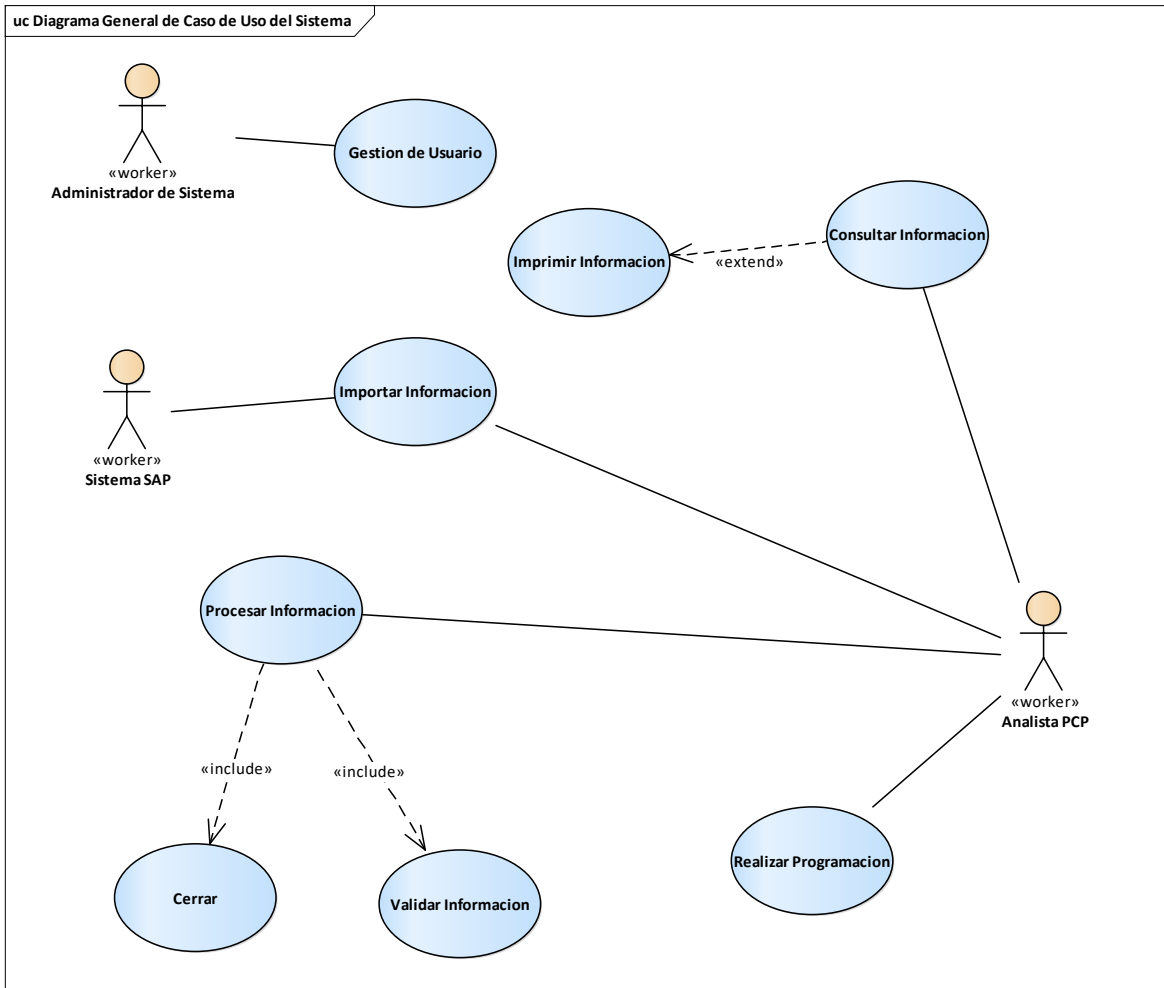 uc Diagrama General de Caso de Uso del Sistema
«worker»
Administrador de Sistema
Gestion de Usuario
Imprimir Informacion
«extend»
Consultar Informacion
«worker»
Sistema SAP
Importar Informacion
Procesar Informacion
«worker»
Analista PCP
«include»
«include»
Cerrar
Validar Informacion
Realizar Programacion